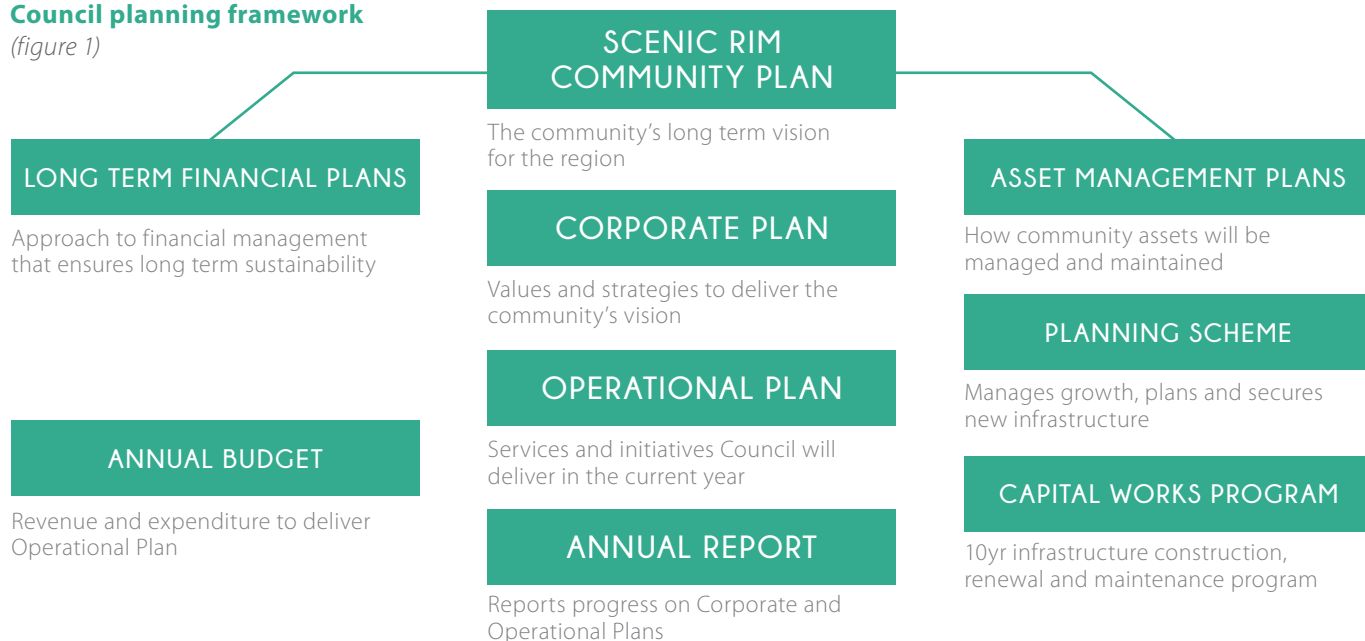 Council planning framework
(figure 1)
SCENIC RIM
COMMUNITY PLAN
The community’s long term vision
for the region
LONG TERM FINANCIAL PLANS
Approach to financial management
that ensures long term sustainability
ANNUAL BUDGET
Revenue and expenditure to deliver
Operational Plan
CORPORATE PLAN
Values and strategies to deliver the
community’s vision
OPERATIONAL PLAN
Services and initiatives Council will
deliver in the current year
ANNUAL REPORT
Reports progress on Corporate and
Operational Plans
ASSET MANAGEMENT PLANS
How community assets will be
managed and maintained
PLANNING SCHEME
Manages growth, plans and secures
new infrastructure
CAPITAL WORKS PROGRAM
10yr infrastructure construction,
renewal and maintenance program